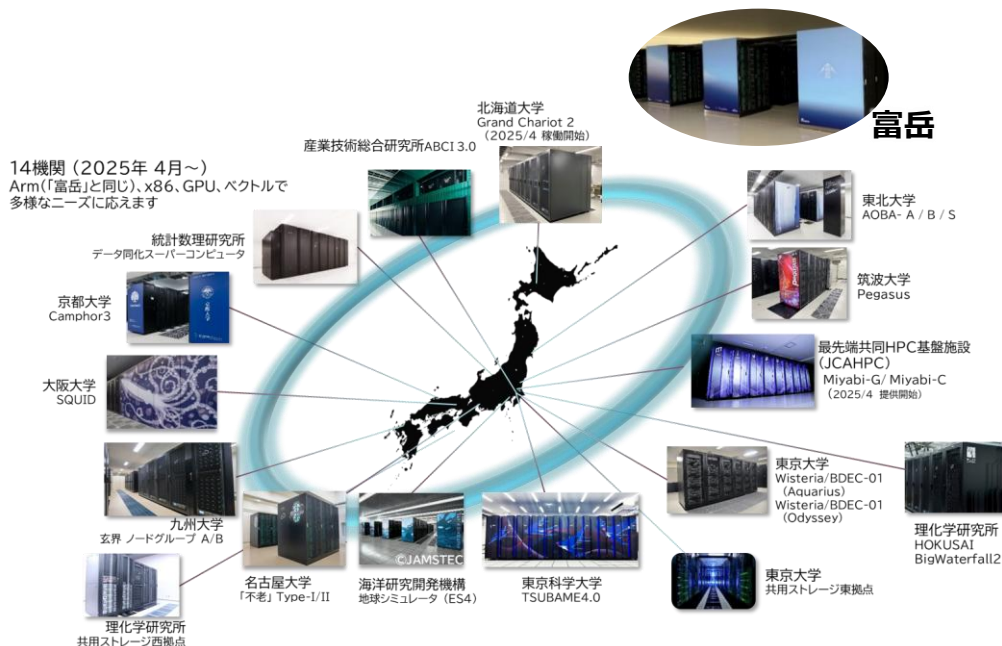 富岳
北海道大学
Grand Chariot 2
(2025/4 稼働開始)
産業技術総合研究所ABCI 3.0
14機関 (2025年 4月~)
Arm(「富岳」と同じ)、x86、GPU、ベクトルで
多様なニーズに応えます
東北大学
AOBA- A / B / S
統計数理研究所
データ同化スーパーコンピュータ
筑波大学
Pegasus
京都大学
Camphor3
最先端共同HPC基盤施設
(JCAHPC)
Miyabi-G/ Miyabi-C
(2025/4 提供開始)
大阪大学
SQUID
東京大学
Wisteria/BDEC-01
(Aquarius)
Wisteria/BDEC-01
(Odyssey)
九州大学
玄界 ノードグループ A/B
理化学研究所
HOKUSAI
BigWaterfall2
©JAMSTEC
名古屋大学
「不老」 Type-I/II
海洋研究開発機構
地球シミュレータ (ES4)
東京科学大学
TSUBAME4.0
東京大学
共用ストレージ東拠点
理化学研究所
共用ストレージ西拠点